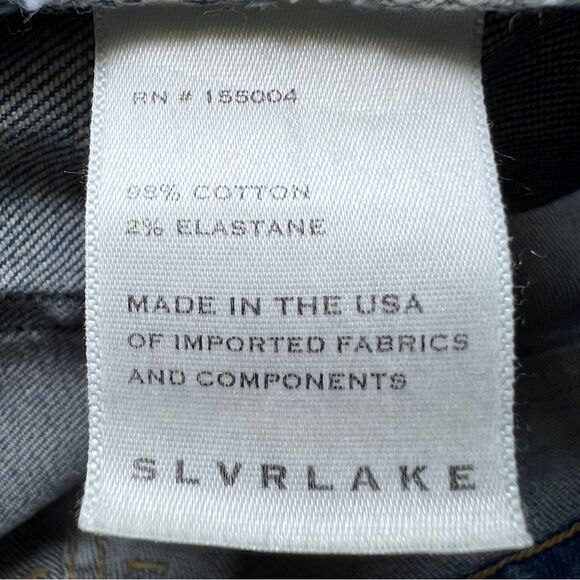 RN # 155004
98% COTTON
2% ELASTANE
MADE IN THE USA
OF IMPORTED FABRICS
AND COMPONENTS
SLVRLAKE